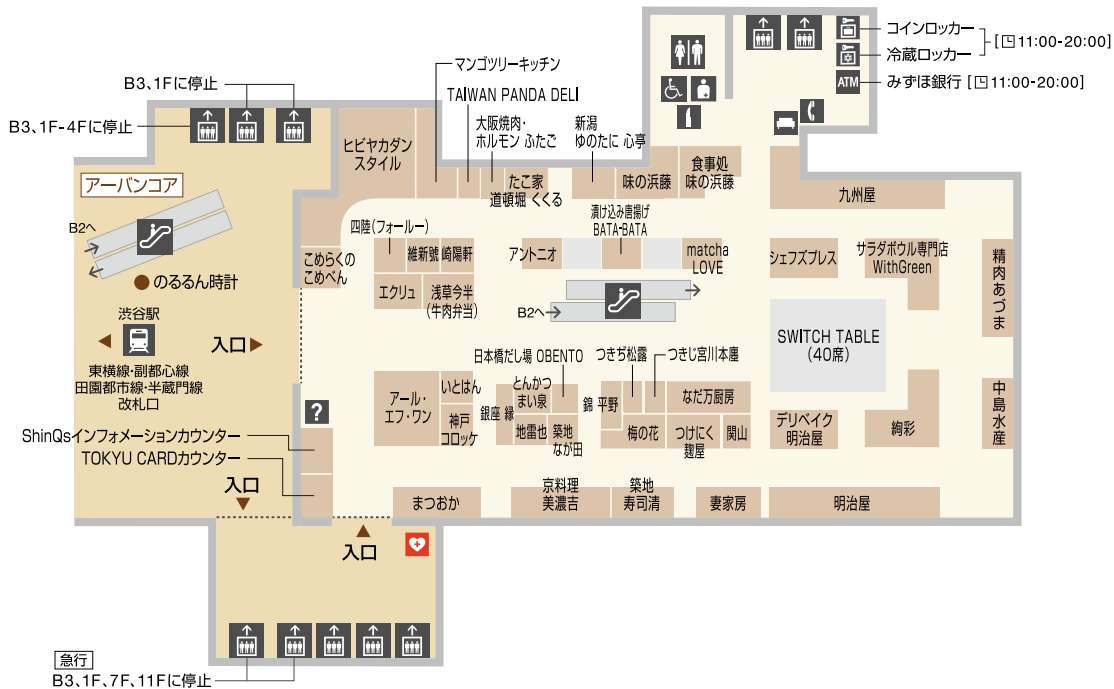 コインロッカー
冷蔵ロッカー
[11:00-20:00]
ATM
みずほ銀行 [11:00-20:00]
B3、1Fに停止
B3、1F-4Fに停止
マンゴツリーキッチン
TAIWAN PANDA DELI
大阪焼肉・
ホルモン ふたご
新潟
ゆのたに 心亭
ヒビヤカダン
スタイル
たこ家
道頓堀 くくる
味の浜藤
食事処
味の浜藤
九州屋
アーバンコア
B2へ
のるるん時計
渋谷駅
東横線・副都心線
田園都市線・半蔵門線
改札口
入口
こめらくの
こめべん
四陸(フォールー)
維新號
崎陽軒
エクリュ
浅草今半
(牛肉弁当)
アントニオ
漬け込み唐揚げ
BATA-BATA
matcha
LOVE
B2へ
シェフズプレス
サラダボウル専門店
WithGreen
精肉あづま
SWITCH TABLE
(40席)
日本橋だし場 OBENTO
つきぢ松露
つきじ宮川本廛
アール・
エフ・ワン
いとはん
神戸
コロッケ
銀座 縁
とんかつ
まい泉
地雷也
築地
なが田
錦 平野
梅の花
なだ万厨房
つけにく
麹屋
関山
デリベイク
明治屋
絢彩
中島水産
?
ShinQsインフォメーションカウンター
TOKYU CARDカウンター
入口
まつおか
京料理
美濃吉
築地
寿司清
妻家房
明治屋
入口
急行
B3、1F、7F、11Fに停止